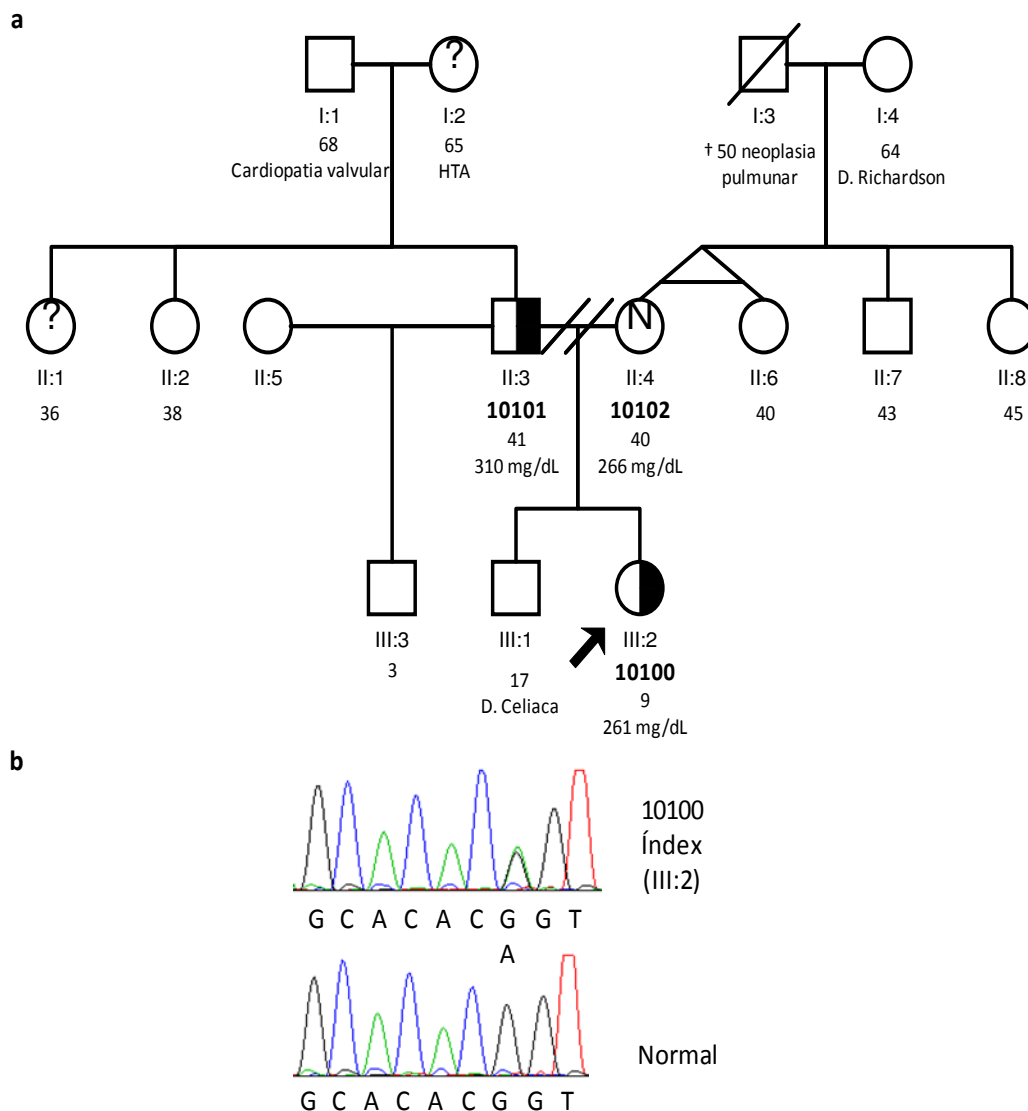 a
?
I:1
I:2
I:3
I:4
68
65
† 50 neoplasia
64
Cardiopatia valvular
HTA
pulmunar
D. Richardson
?
N
II:1
II:2
II:5
II:3
II:4
II:6
II:7
II:8
36
38
10101
10102
40
43
45
41
40
310 mg/dL
266 mg/dL
III:3
III:1
III:2
3
17
10100
D. Celiaca
9
261 mg/dL
b
10100
Índex
(III:2)
G C A C A C G G T
A
Normal
G C A C A C G G T